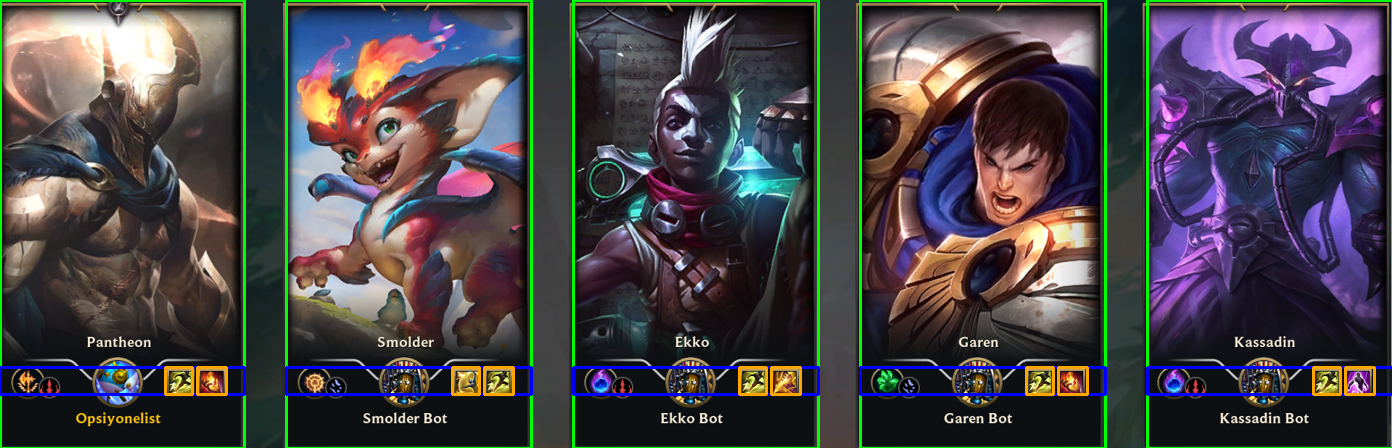 Pantheon
Opsiyonelist
Smolder
Smolder Bot
Ekko
Ekko Bot
Garen
Garen Bot
Kassadin
Kassadin Bot